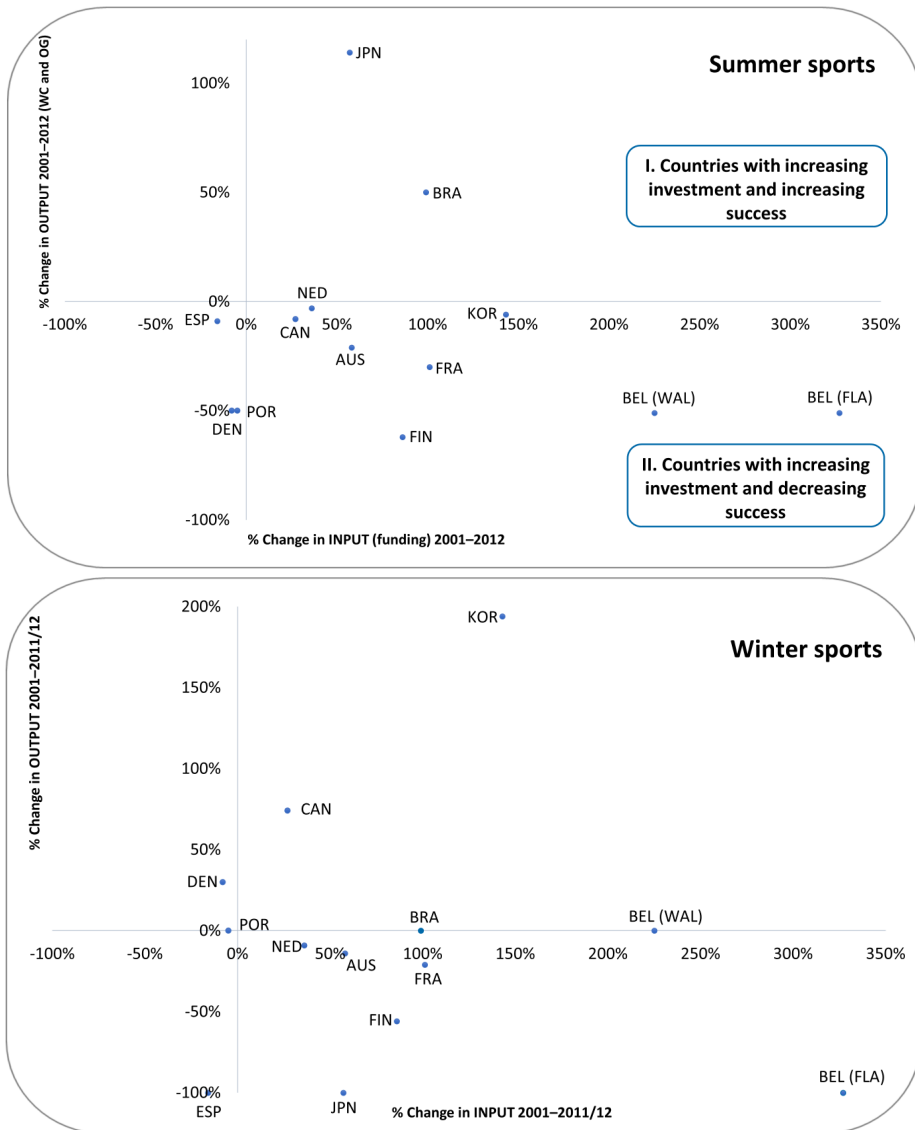 % Change in OUTPUT 2001–2012 (WC and OG)
Summer sports
JPN
100%
I. Countries with increasing
investment and increasing
success
50%
BRA
NED
0%
ESP
KOR
-100%
-50%
0%
50%
100%
150%
200%
250%
300%
350%
CAN
AUS
FRA
BEL (WAL)
BEL (FLA)
-50%
POR
DEN
FIN
II. Countries with increasing
investment and decreasing
success
-100%
% Change in INPUT (funding) 2001–2012
% Change in OUTPUT 2001–2011/12
200%
KOR
Winter sports
150%
100%
CAN
50%
DEN
POR
BRA
BEL (WAL)
0%
NED
-100%
-50%
0%
50%
100%
150%
200%
250%
300%
350%
AUS
FRA
-50%
FIN
BEL (FLA)
-100%
ESP
JPN
% Change in INPUT 2001–2011/12